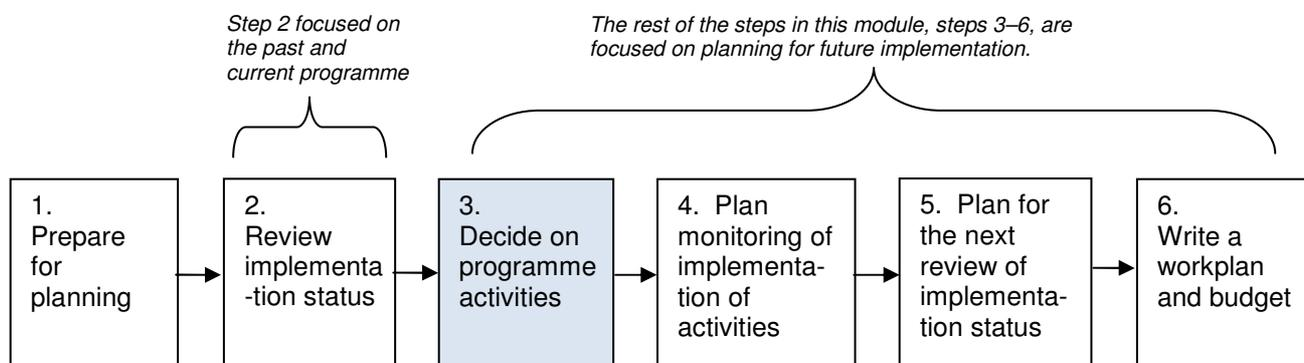 Step 2 focused on
the past and
current programme
The rest of the steps in this module, steps 3–6, are
focused on planning for future implementation.
1.
Prepare
for
planning
2.
Review
implementa
-tion status
3.
Decide on
programme
activities
4. Plan
monitoring of
implementa-
tion of
activities
5. Plan for
the next
review of
implementa-
tion status
6.
Write a
workplan
and budget